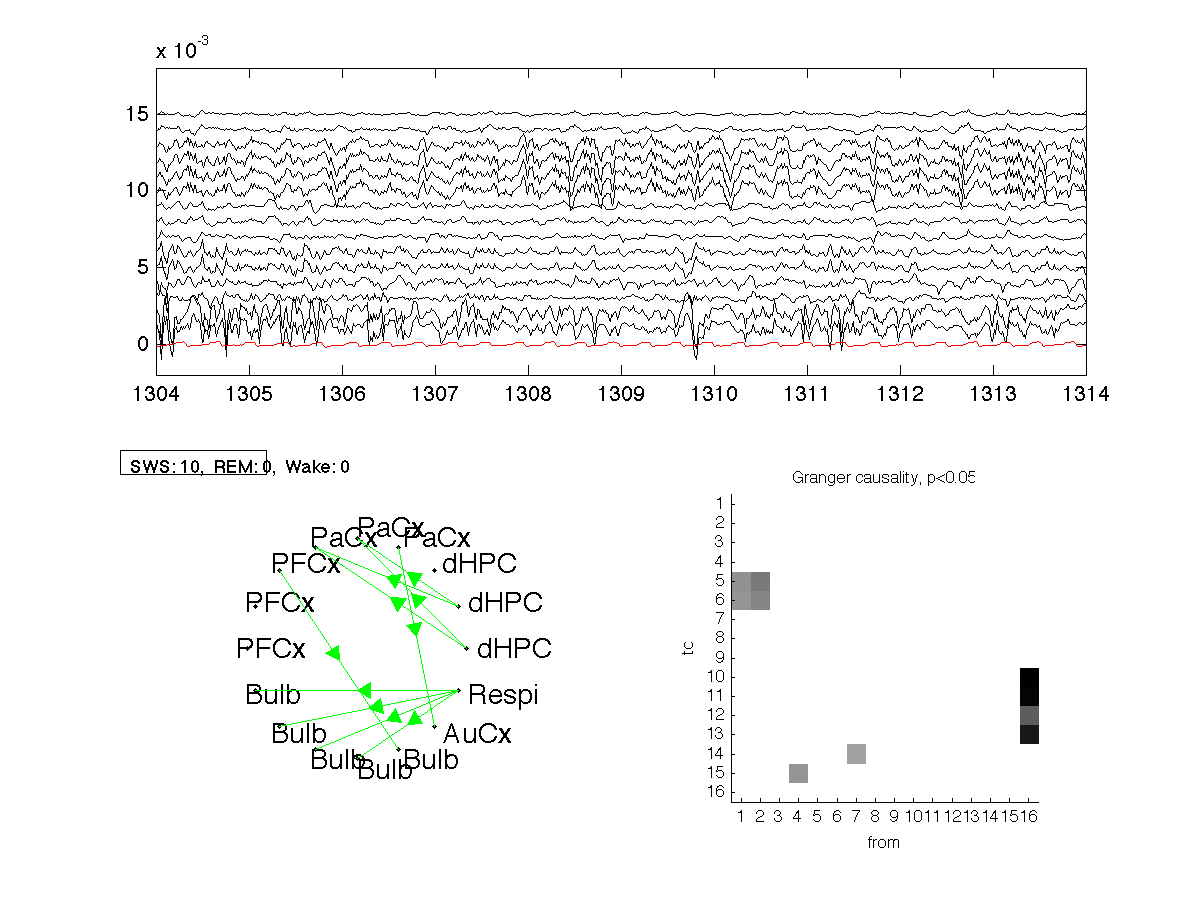 x 10-3
15
10
5
0
1304 1305 1306 1307 1308 1309 1310 1311 1312 1313 1314
SWS:10, REM:0, Wake:0
Granger causality, p<0.05
PaCx
PaCx PaCx
PFCx dHPC
PFCx dHPC
PFCx dHPC
Bulb Respi
Bulb AuCx
Bulb Bulb Bulb
1
2
3
4
5
6
7
8
9
10
11
12
13
14
15
16
to
1 2 3 4 5 6 7 8 9 10 11 12 13 14 15 16
from